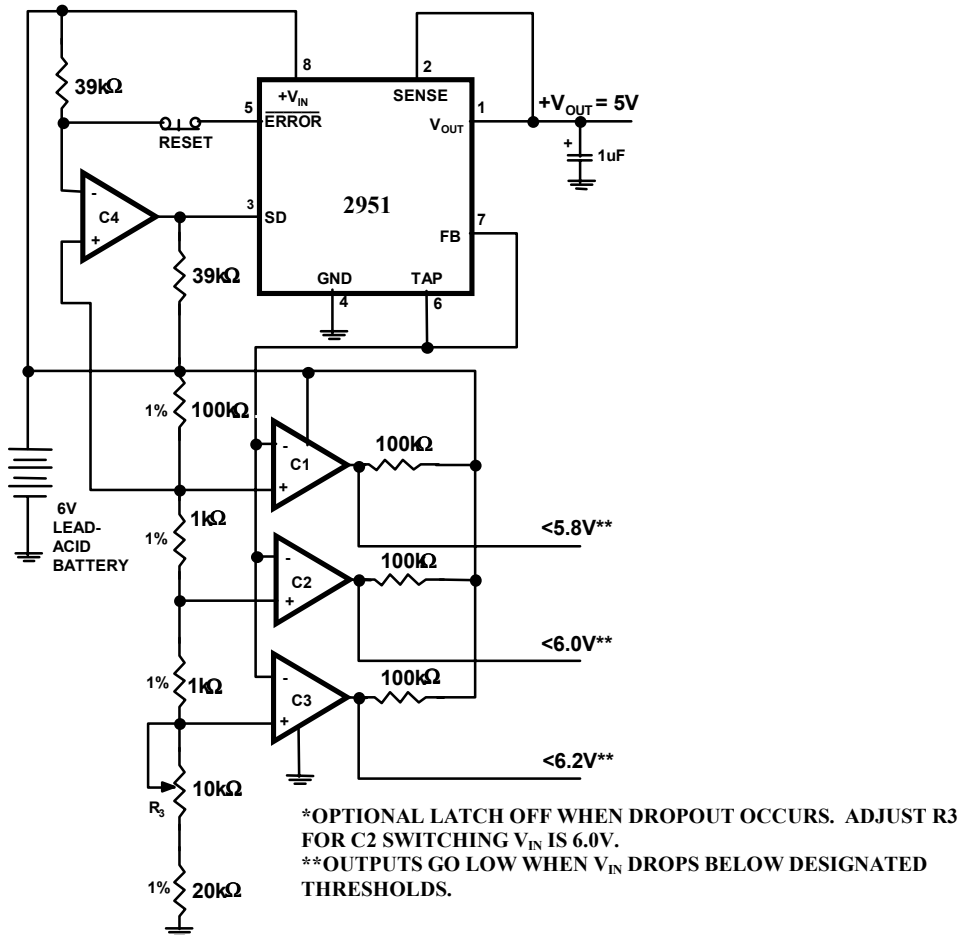 39kΩ
8
+VIN
2
SENSE
5
ERROR
RESET
1
VOUT
+VOUT = 5V
+
1uF
-
C4
+
3
SD
2951
7
FB
39kΩ
GND
4
TAP
6
1%
100kΩ
-
C1
+
100kΩ
6V
LEAD-
ACID
BATTERY
1kΩ
1%
<5.8V**
-
C2
+
100kΩ
<6.0V**
1%
1kΩ
-
C3
+
100kΩ
<6.2V**
R3
10kΩ
1%
20kΩ
*OPTIONAL LATCH OFF WHEN DROPOUT OCCURS. ADJUST R3
FOR C2 SWITCHING VIN IS 6.0V.
**OUTPUTS GO LOW WHEN VIN DROPS BELOW DESIGNATED
THRESHOLDS.